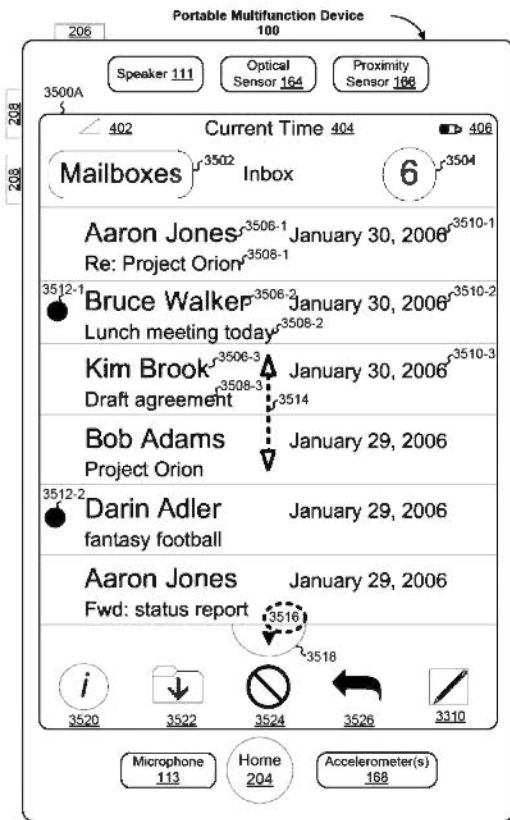 Portable Multifunction Device
100
206
Speaker 111
Optical
Sensor 164
Proximity
Sensor 166
208
208
3500A
402
Current Time 404
406
Mailboxes
3502
Inbox
6
3504
Aaron Jones 3506-1 January 30, 2006 3510-1
Re: Project Orion 3508-1
3512-1
Bruce Walker 3506-2 January 30, 2006 3510-2
Lunch meeting today 3508-2
Kim Brook 3506-3 January 30, 2006 3510-3
Draft agreement 3508-3
3514
Bob Adams January 29, 2006
Project Orion
3512-2
Darin Adler January 29, 2006
fantasy football
Aaron Jones January 29, 2006
Fwd: status report
3516
3518
i
3520 3522 3524 3526 3310
Microphone
113
Home
204
Accelerometer(s)
168